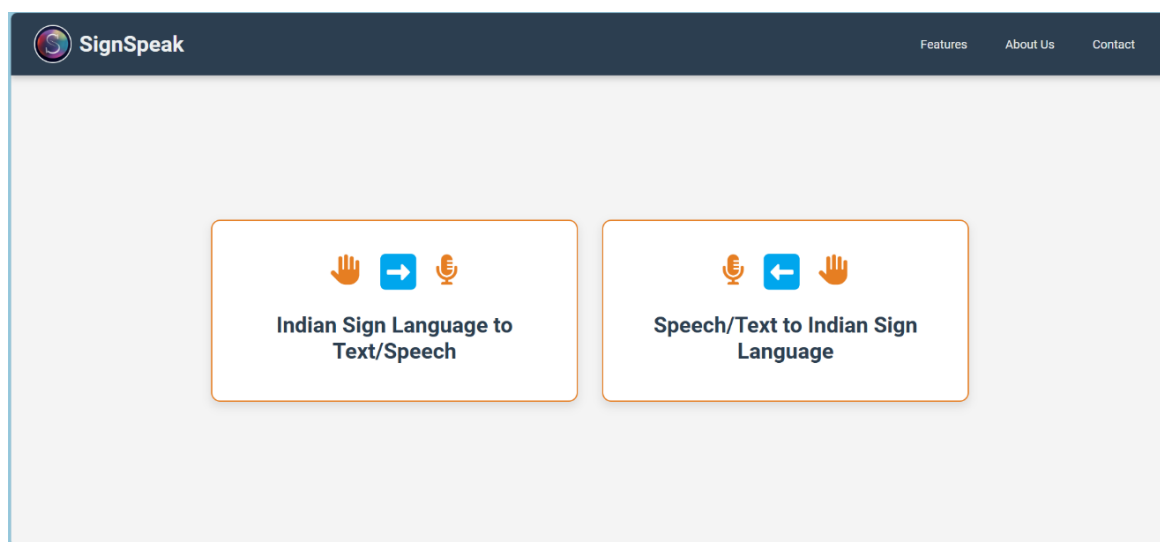 SignSpeak
Features About Us Contact
Indian Sign Language to
Text/Speech
Speech/Text to Indian Sign
Language